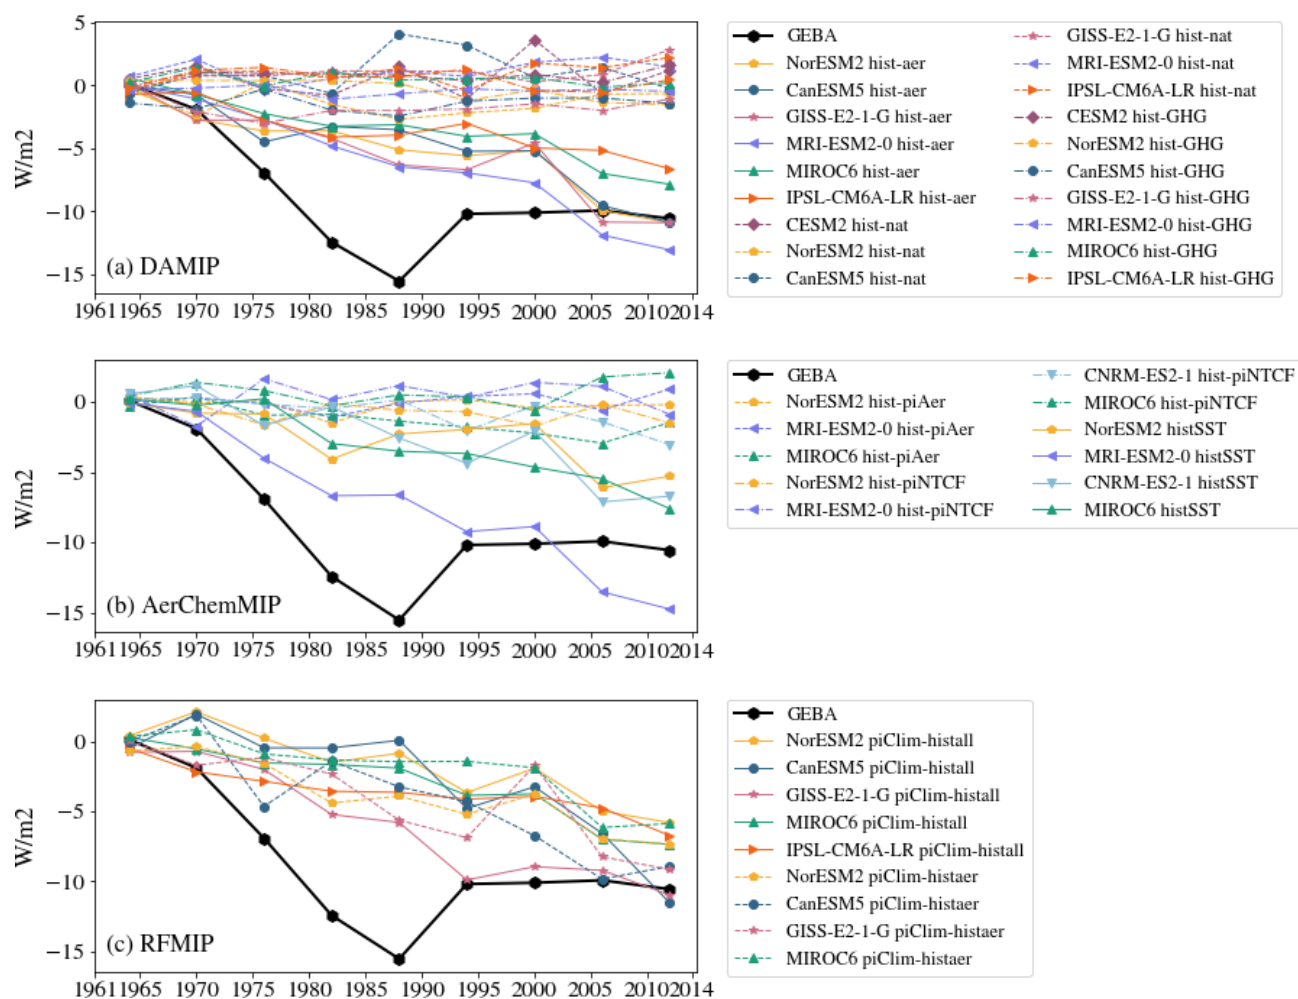 5
0
−5
−10
−15
W/m2
(a) DAMIP
1961 1965 1970 1975 1980 1985 1990 1995 2000 2005 2010 2014
GEBA
NorESM2 hist-aer
CanESM5 hist-aer
GISS-E2-1-G hist-aer
MRI-ESM2-0 hist-aer
MIROC6 hist-aer
IPSL-CM6A-LR hist-aer
CESM2 hist-nat
NorESM2 hist-nat
CanESM5 hist-nat
GISS-E2-1-G hist-nat
MRI-ESM2-0 hist-nat
IPSL-CM6A-LR hist-nat
CESM2 hist-GHG
NorESM2 hist-GHG
CanESM5 hist-GHG
GISS-E2-1-G hist-GHG
MRI-ESM2-0 hist-GHG
MIROC6 hist-GHG
IPSL-CM6A-LR hist-GHG
0
−5
−10
−15
W/m2
(b) AerChemMIP
1961 1965 1970 1975 1980 1985 1990 1995 2000 2005 2010 2014
GEBA
NorESM2 hist-piAer
MRI-ESM2-0 hist-piAer
MIROC6 hist-piAer
NorESM2 hist-piNTCF
MRI-ESM2-0 hist-piNTCF
CNRM-ES2-1 hist-piNTCF
MIROC6 hist-piNTCF
NorESM2 histSST
MRI-ESM2-0 histSST
CNRM-ES2-1 histSST
MIROC6 histSST
0
−5
−10
−15
W/m2
(c) RFMIP
1961 1965 1970 1975 1980 1985 1990 1995 2000 2005 2010 2014
GEBA
NorESM2 piClim-histall
CanESM5 piClim-histall
GISS-E2-1-G piClim-histall
MIROC6 piClim-histall
IPSL-CM6A-LR piClim-histall
NorESM2 piClim-histaer
CanESM5 piClim-histaer
GISS-E2-1-G piClim-histaer
MIROC6 piClim-histaer